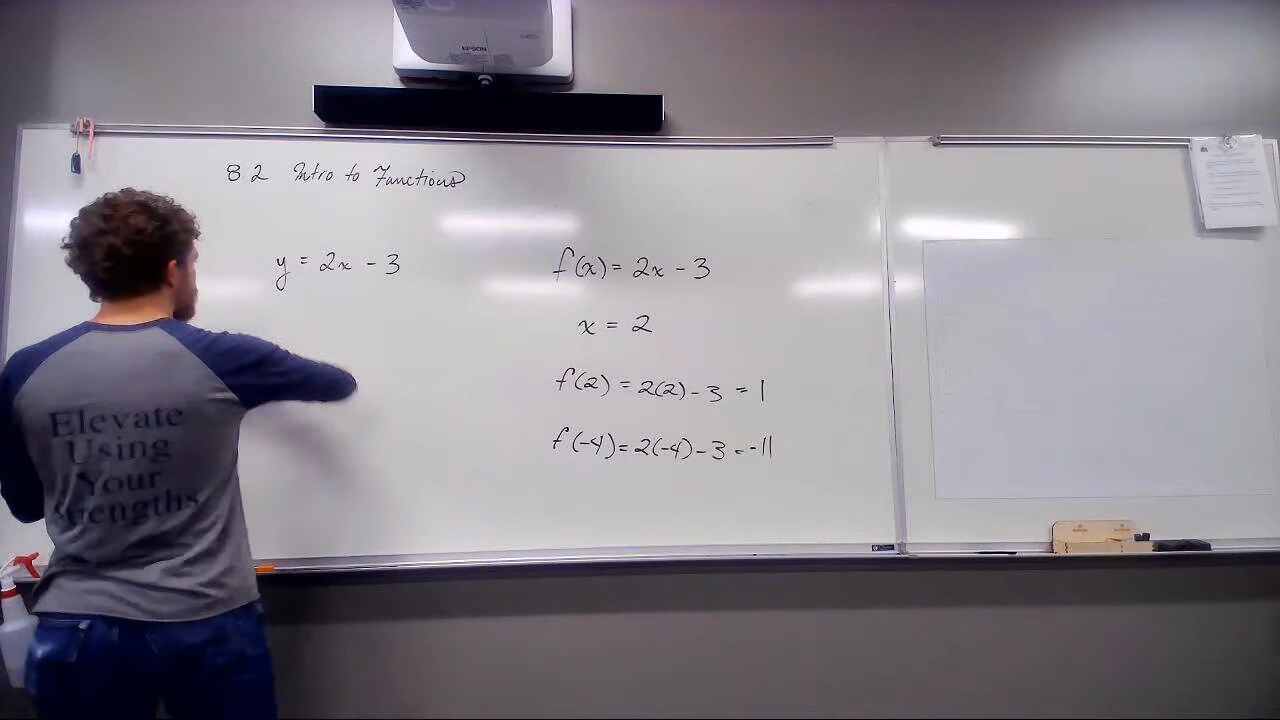 EPSON
8 2 Intro to Functions
y = 2x - 3
f(x) = 2x - 3
x = 2
f(2) = 2(2) - 3 = 1
f(-4) = 2(-4) - 3 = -11
Elevate
Using
Your
Strengths